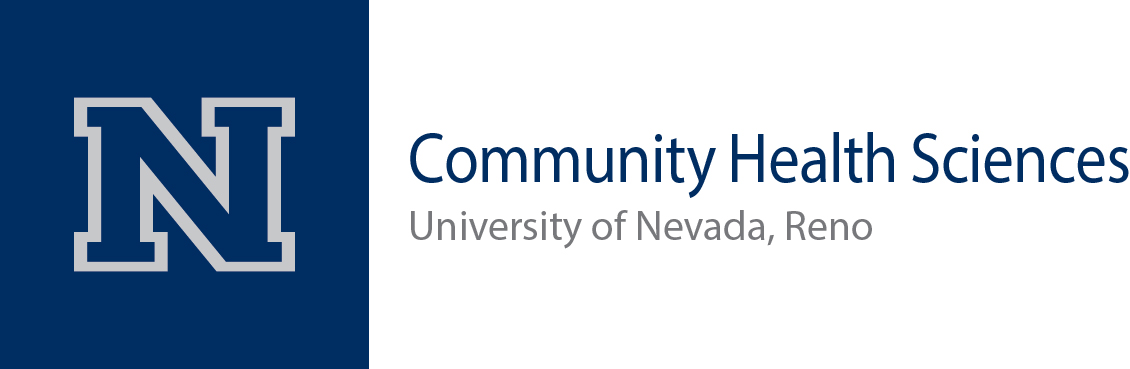 N
Community Health Sciences
University of Nevada, Reno